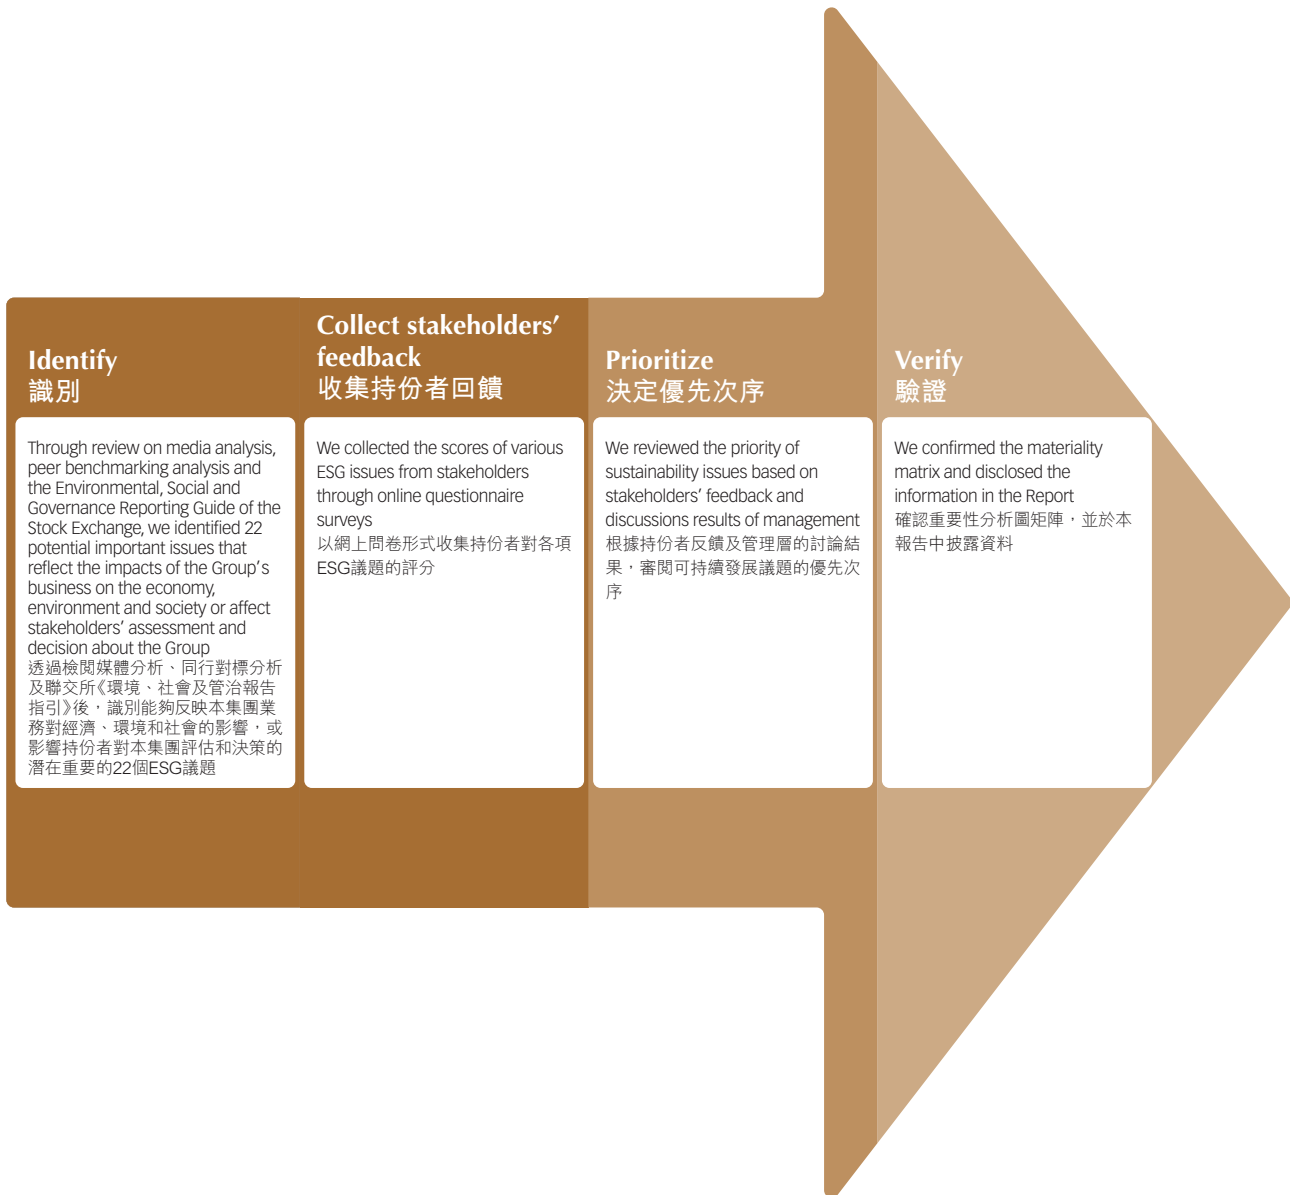 Identify
識別
Through review on media analysis,
peer benchmarking analysis and
the Environmental, Social and
Governance Reporting Guide of the
Stock Exchange, we identified 22
potential important issues that
reflect the impacts of the Group's
business on the economy,
environment and society or affect
stakeholders' assessment and
decision about the Group
透過檢閱媒體分析、同行對標分析
及聯交所《環境、社會及管治報告
指引》後，識別能夠反映本集團業
務對經濟、環境和社會的影響，或
影響持份者對本集團評估和決策的
潛在重要的22個ESG議題
Collect stakeholders'
feedback
收集持份者回饋
We collected the scores of various
ESG issues from stakeholders
through online questionnaire
surveys
以網上問卷形式收集持份者對各項
ESG議題的評分
Prioritize
決定優先次序
We reviewed the priority of
sustainability issues based on
stakeholders' feedback and
discussions results of management
根據持份者反饋及管理層的討論結
果，審閱可持續發展議題的優先次
序
Verify
驗證
We confirmed the materiality
matrix and disclosed the
information in the Report
確認重要性分析圖矩陣，並於本
報告中披露資料